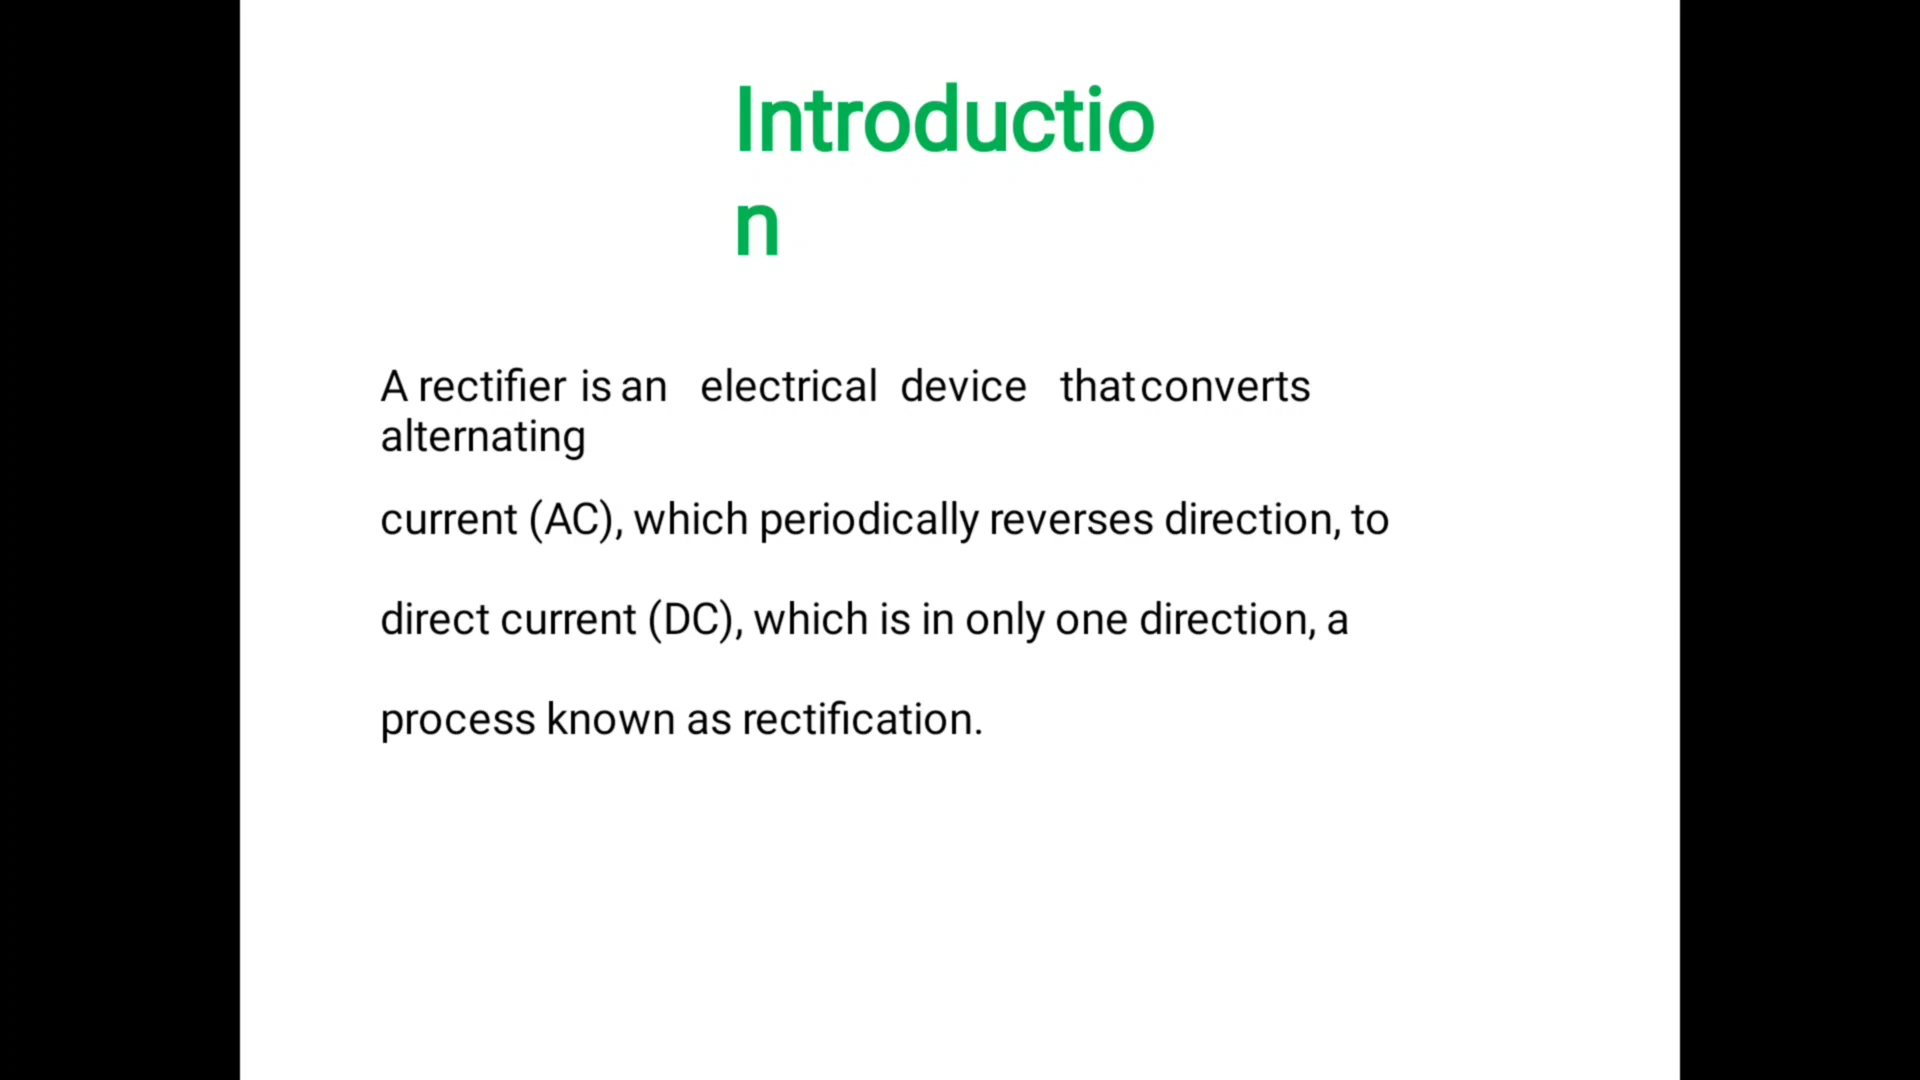 Introductio
n
A rectifier is an electrical device that converts
alternating
current (AC), which periodically reverses direction, to
direct current (DC), which is in only one direction, a
process known as rectification.